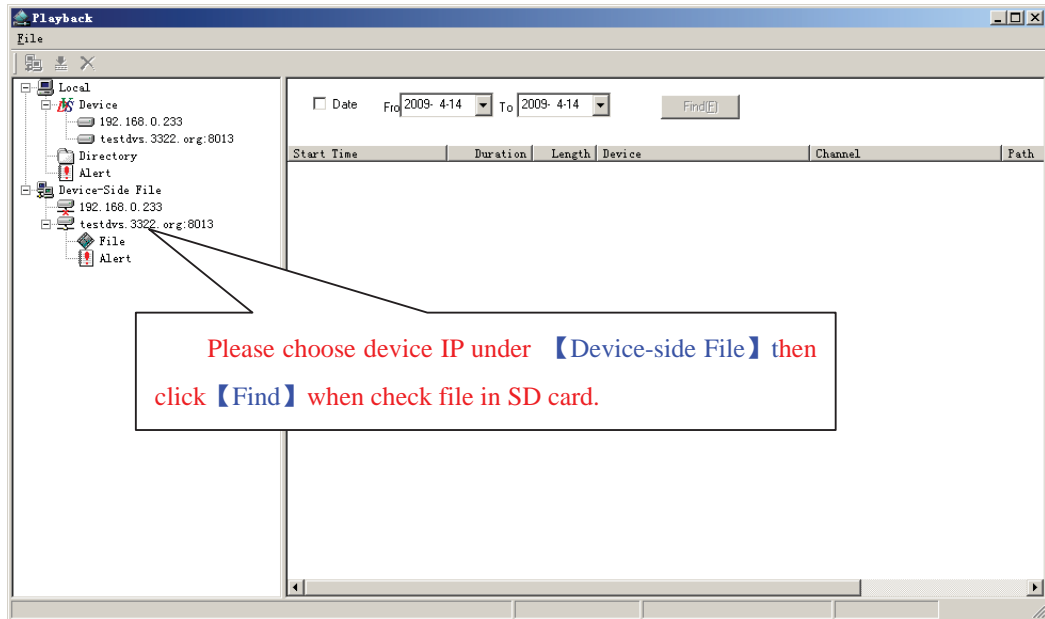 Playback
File
Local
Device
192.168.0.233
testdvs.3322.org:8013
Directory
Alert
Device-Side File
192.168.0.233
testdvs.3322.org:8013
File
Alert
Date Fro 2009- 4-14 To 2009- 4-14 Find(F)
Start Time Duration Length Device Channel Path
Please choose device IP under 【Device-side File】then
click【Find】when check file in SD card.